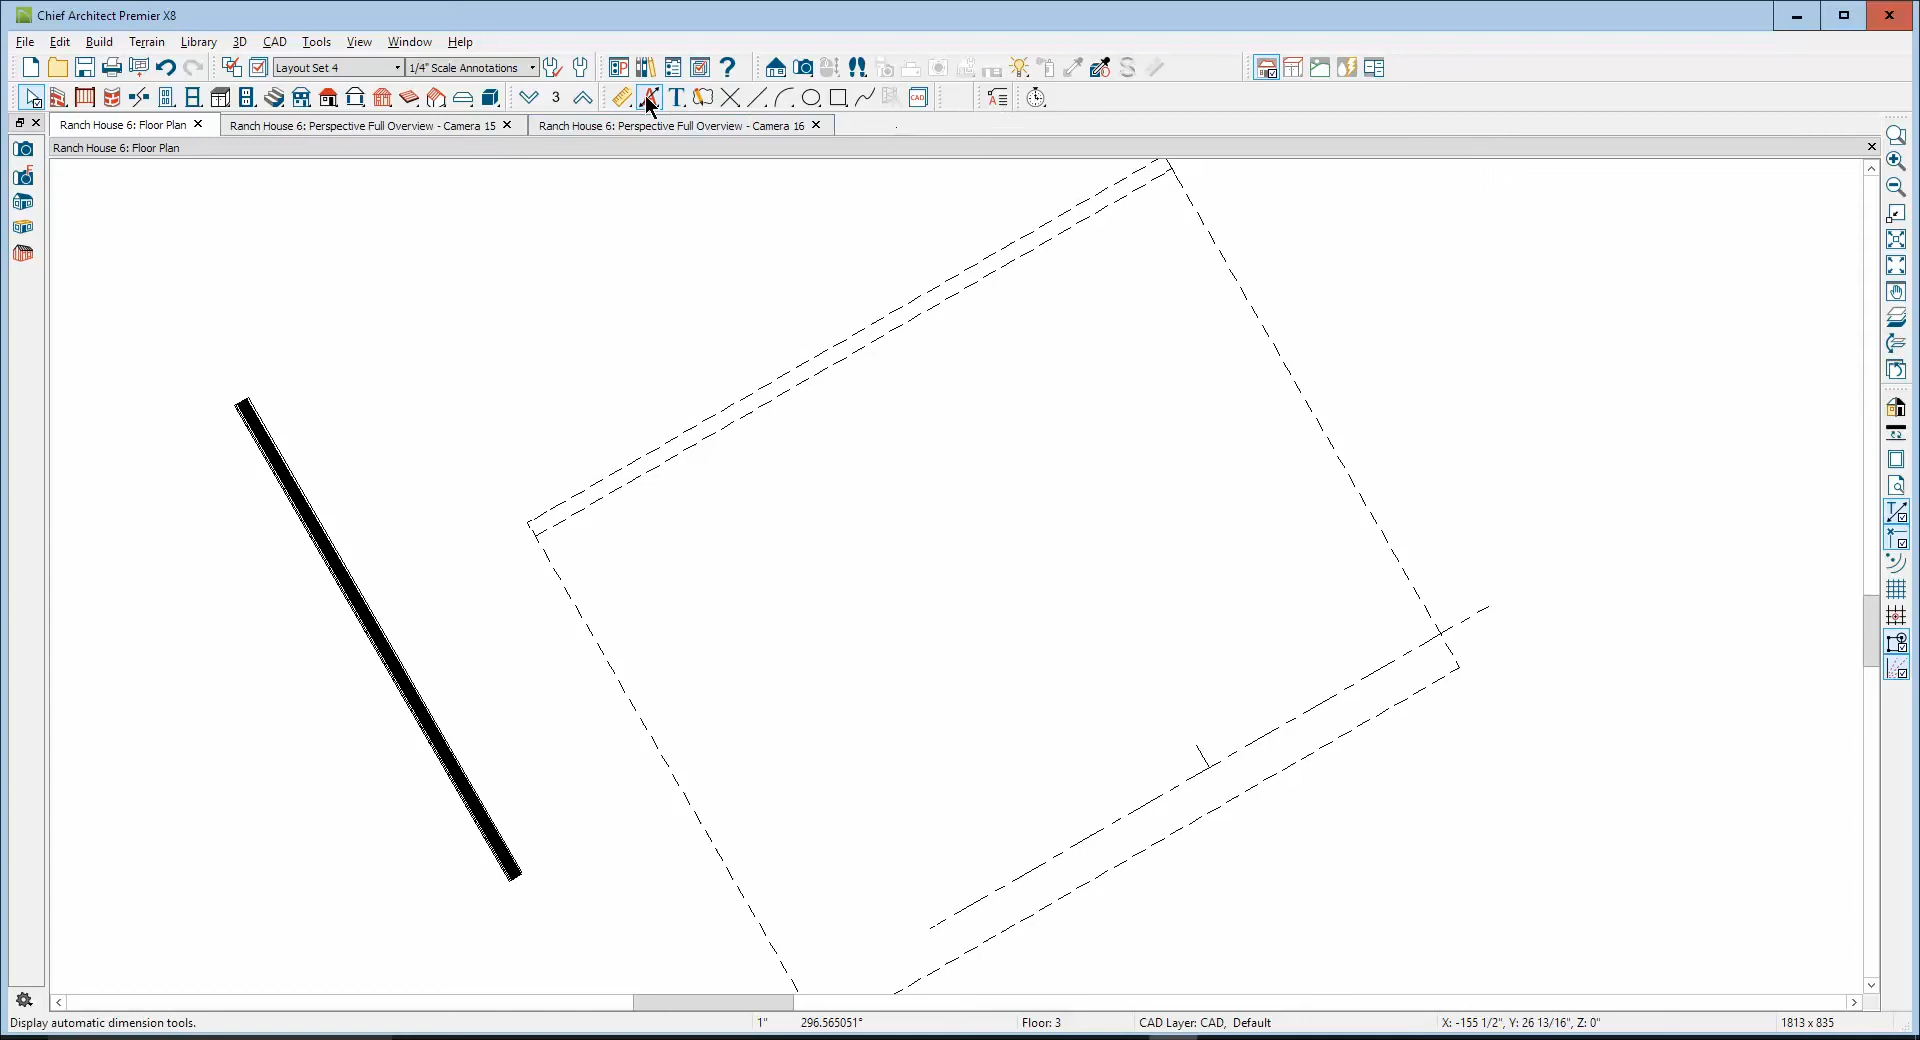 Chief Architect Premier X8
File Edit Build Terrain Library 3D CAD Tools View Window Help
Layout Set 4 1/4" Scale Annotations
3 T CAD
Ranch House 6: Floor Plan Ranch House 6: Perspective Full Overview - Camera 15 Ranch House 6: Perspective Full Overview - Camera 16
Ranch House 6: Floor Plan
Display automatic dimension tools. 1" 296.565051° Floor: 3 CAD Layer: CAD, Default X: -155 1/2", Y: 26 13/16", Z: 0" 1813 x 835